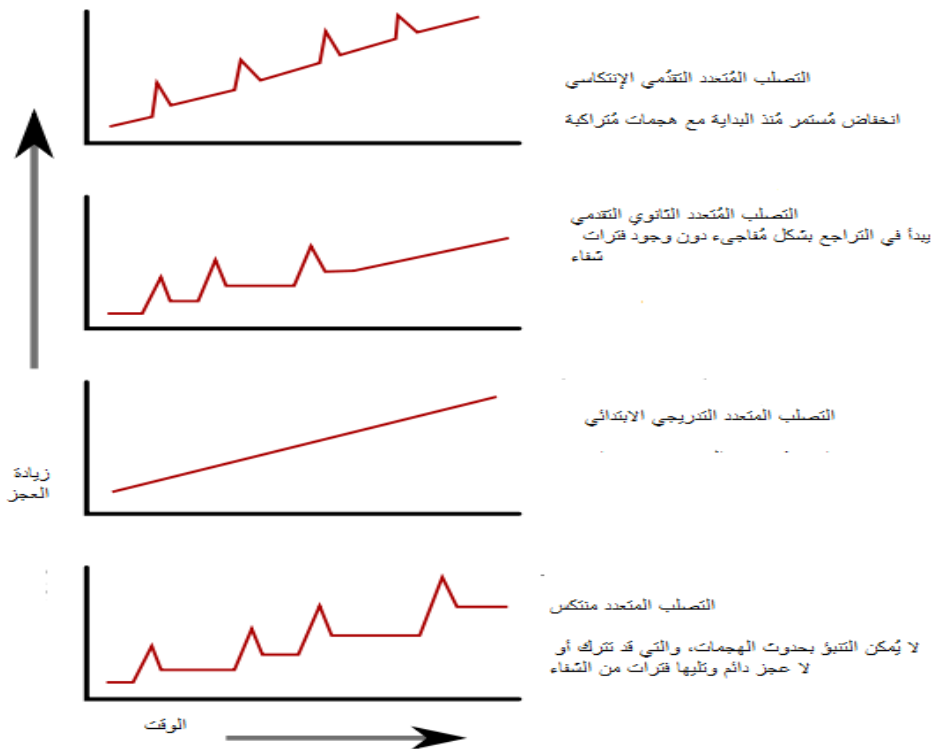 التصلب المُتعدد التقدُمي الإنتكاسي
انخفاض مُستمر مُنذ البداية مع هجمات مُتراكبة
التصلب المُتعدد الثانوي التقدمي
يبدأ في التراجع بشكل مُفاجىء دون وجود فترات
شفاء
التصلب المتعدد التدريجي الابتدائي
زيادة
العجز
التصلب المتعدد منتكس
لا يُمكن التنبؤ بحدوث الهجمات، والتي قد تترك أو
لا عجز دائم وتليها فترات من الشفاء
الوقت